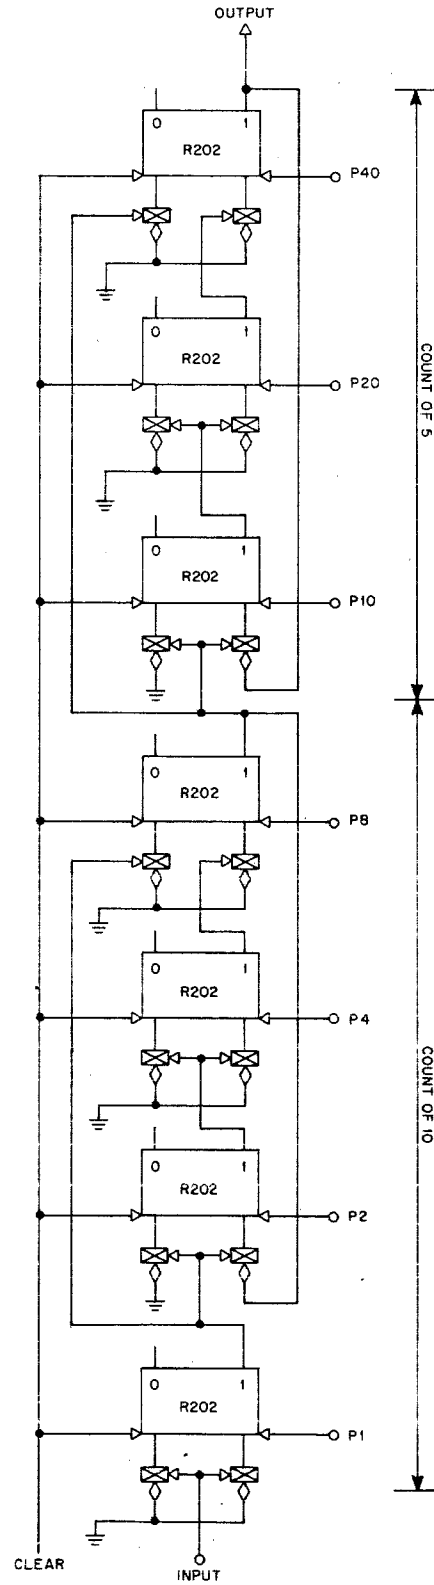 OUTPUT
0 1
R202
P40
0 1
R202
P20
COUNT OF 5
0 1
R202
P10
0 1
R202
P8
0 1
R202
P4
COUNT OF 10
0 1
R202
P2
0 1
R202
P1
CLEAR
INPUT